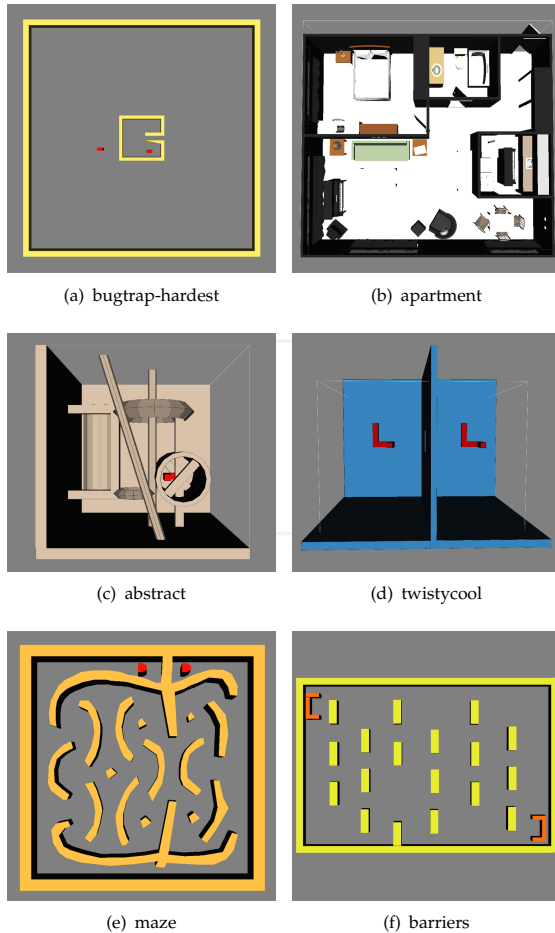 (a) bugtrap-hardest
(b) apartment
(c) abstract
(d) twistycool
(e) maze
(f) barriers